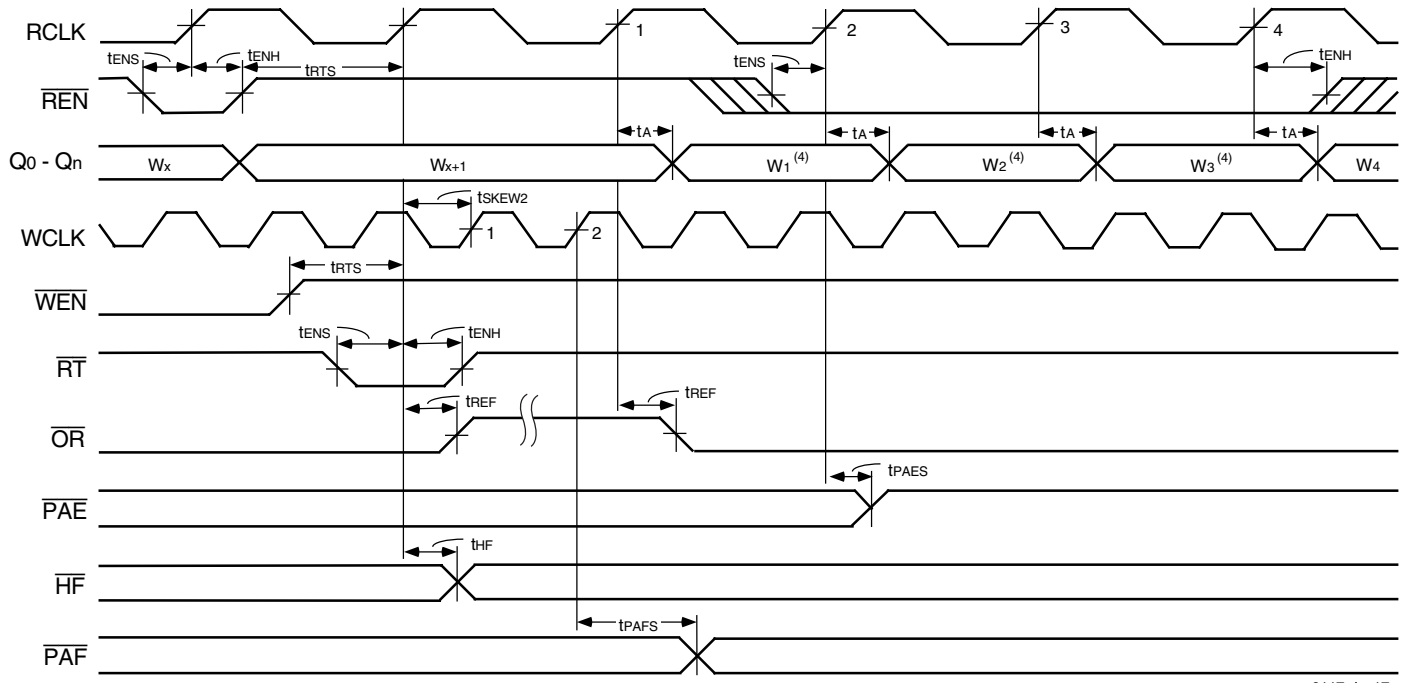 RCLK
1
2
3
4
tENS
tENH
tRTS
tENS
tENH
REN
tA
tA
tA
tA
Q0 - Qn
Wx
Wx+1
W1(4)
W2(4)
W3(4)
W4
tSKEW2
WCLK
1
2
tRTS
WEN
tENS
tENH
RT
tREF
tREF
OR
tPAES
PAE
tHF
HF
tPAFS
PAF